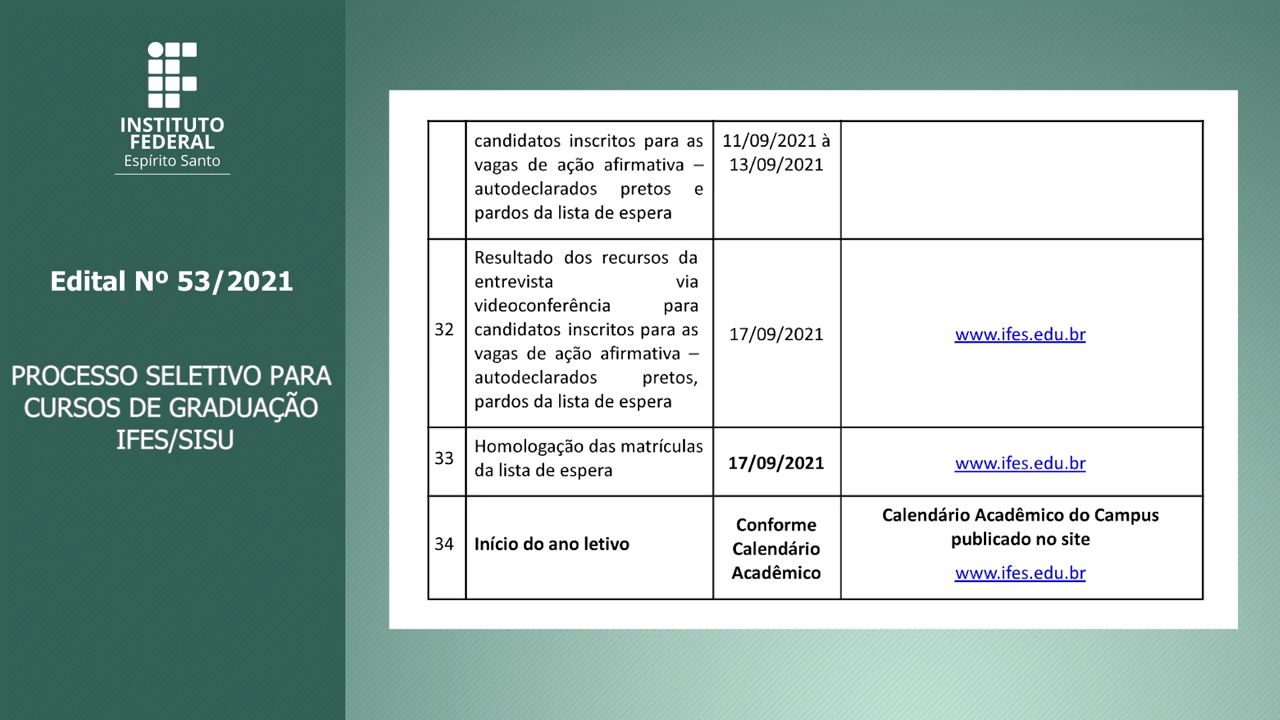 INSTITUTO
FEDERAL
Espírito Santo
Edital Nº 53/2021
PROCESSO SELETIVO PARA
CURSOS DE GRADUAÇÃO
IFES/SISU
candidatos inscritos para as
vagas de ação afirmativa –
autodeclarados pretos e
pardos da lista de espera
11/09/2021 à
13/09/2021
32
Resultado dos recursos da
entrevista via
videoconferência para
candidatos inscritos para as
vagas de ação afirmativa –
autodeclarados pretos,
pardos da lista de espera
17/09/2021
www.ifes.edu.br
33
Homologação das matrículas
da lista de espera
17/09/2021
www.ifes.edu.br
34
Início do ano letivo
Conforme
Calendário
Acadêmico
Calendário Acadêmico do Campus
publicado no site
www.ifes.edu.br